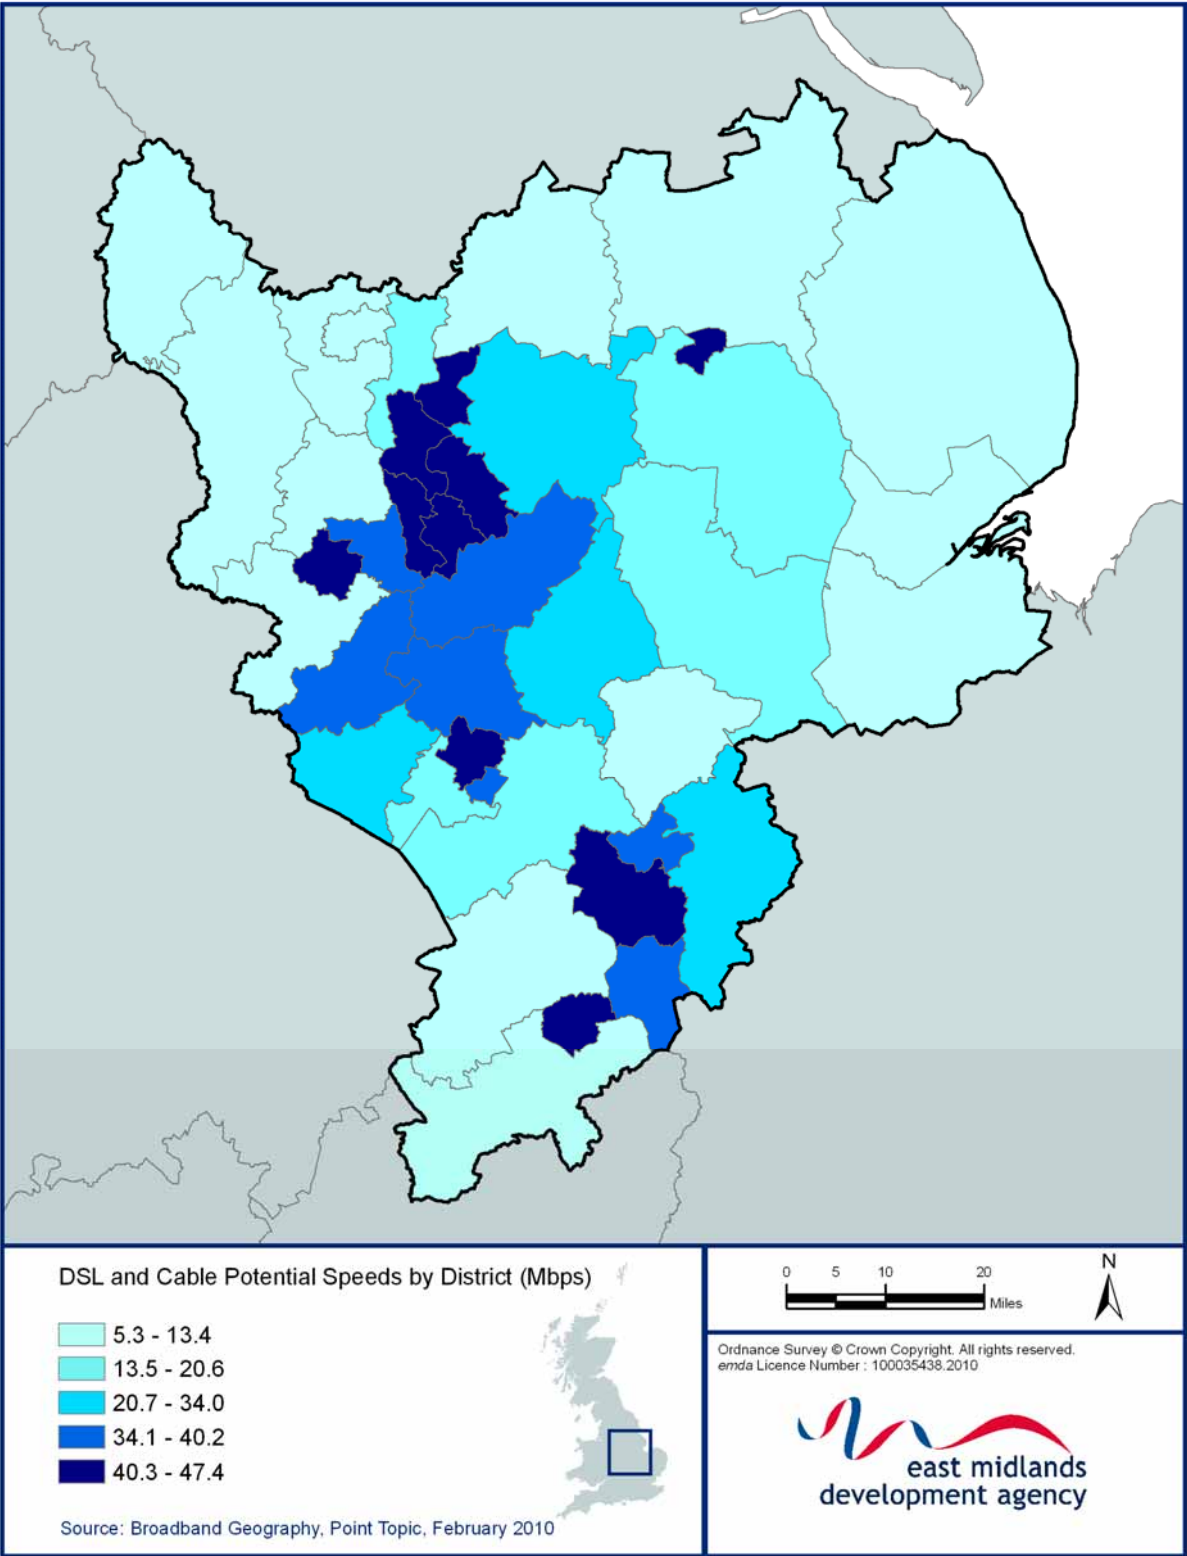 DSL and Cable Potential Speeds by District (Mbps)
5.3 - 13.4
13.5 - 20.6
20.7 - 34.0
34.1 - 40.2
40.3 - 47.4
Source: Broadband Geography, Point Topic, February 2010
0 5 10 20
Miles
N
Ordnance Survey © Crown Copyright. All rights reserved.
emda Licence Number : 100035438.2010
east midlands
development agency